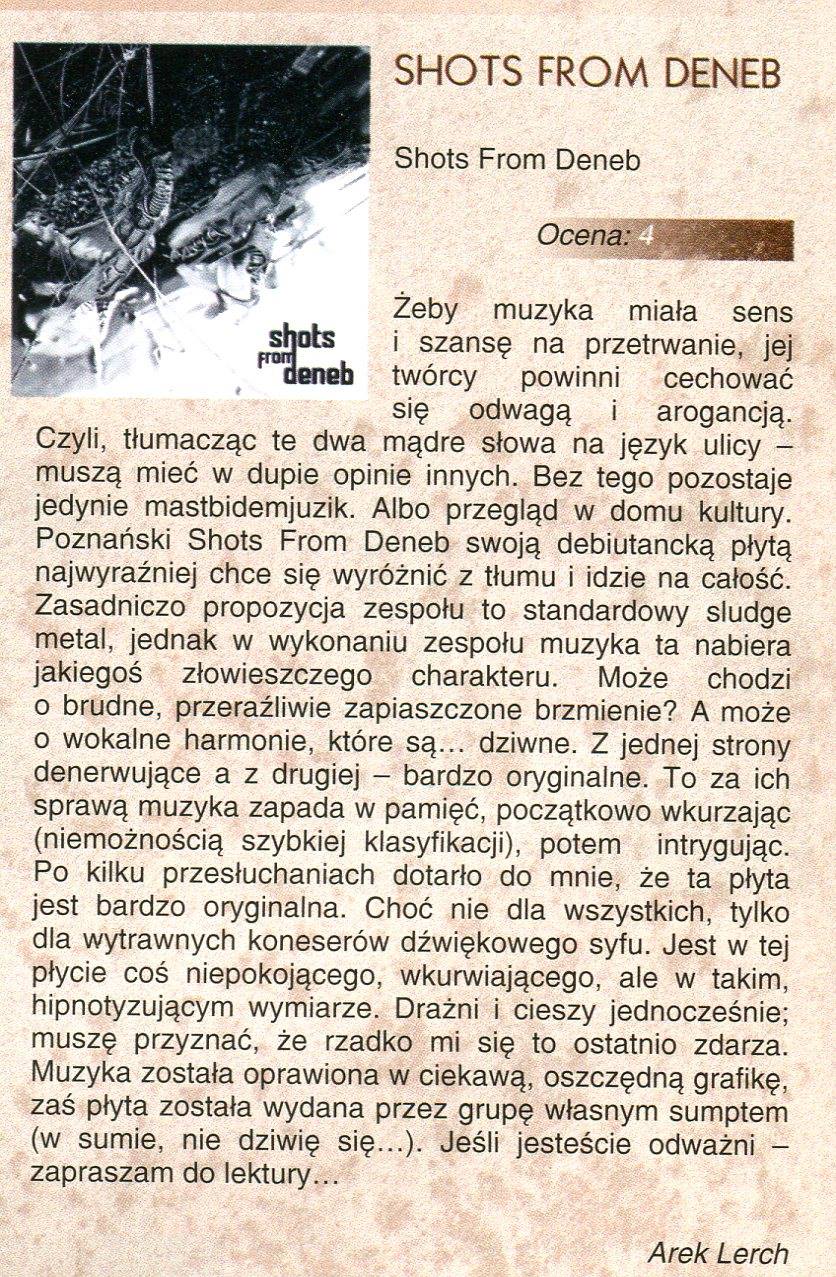 SHOTS FROM DENEB
shots
from
deneb
Shots From Deneb
Ocena: 4
Żeby muzyka miała sens
i szansę na przetrwanie, jej
twórcy powinni cechować
się odwagą i arogancją.
Czyli, tłumacząc te dwa mądre słowa na język ulicy –
muszą mieć w dupie opinie innych. Bez tego pozostaje
jedynie mastbidemjuzik. Albo przegląd w domu kultury.
Poznański Shots From Deneb swoją debiutancką płytą
najwyraźniej chce się wyróżnić z tłumu i idzie na całość.
Zasadniczo propozycja zespołu to standardowy sludge
metal, jednak w wykonaniu zespołu muzyka ta nabiera
jakiegoś złowieszczego charakteru. Może chodzi
o brudne, przeraźliwie zapiaszczone brzmienie? A może
o wokalne harmonie, które są... dziwne. Z jednej strony
denerwujące a z drugiej – bardzo oryginalne. To za ich
sprawą muzyka zapada w pamięć, początkowo wkurzając
(niemożnością szybkiej klasyfikacji), potem intrygując.
Po kilku przesłuchaniach dotarło do mnie, że ta płyta
jest bardzo oryginalna. Choć nie dla wszystkich, tylko
dla wytrawnych koneserów dźwiękowego syfu. Jest w tej
płycie coś niepokojącego, wkurwiającego, ale w takim,
hipnotyzującym wymiarze. Drażni i cieszy jednocześnie;
muszę przyznać, że rzadko mi się to ostatnio zdarza.
Muzyka została oprawiona w ciekawą, oszczędną grafikę,
zaś płyta została wydana przez grupę własnym sumptem
(w sumie, nie dziwię się...). Jeśli jesteście odważni –
zapraszam do lektury...
Arek Lerch